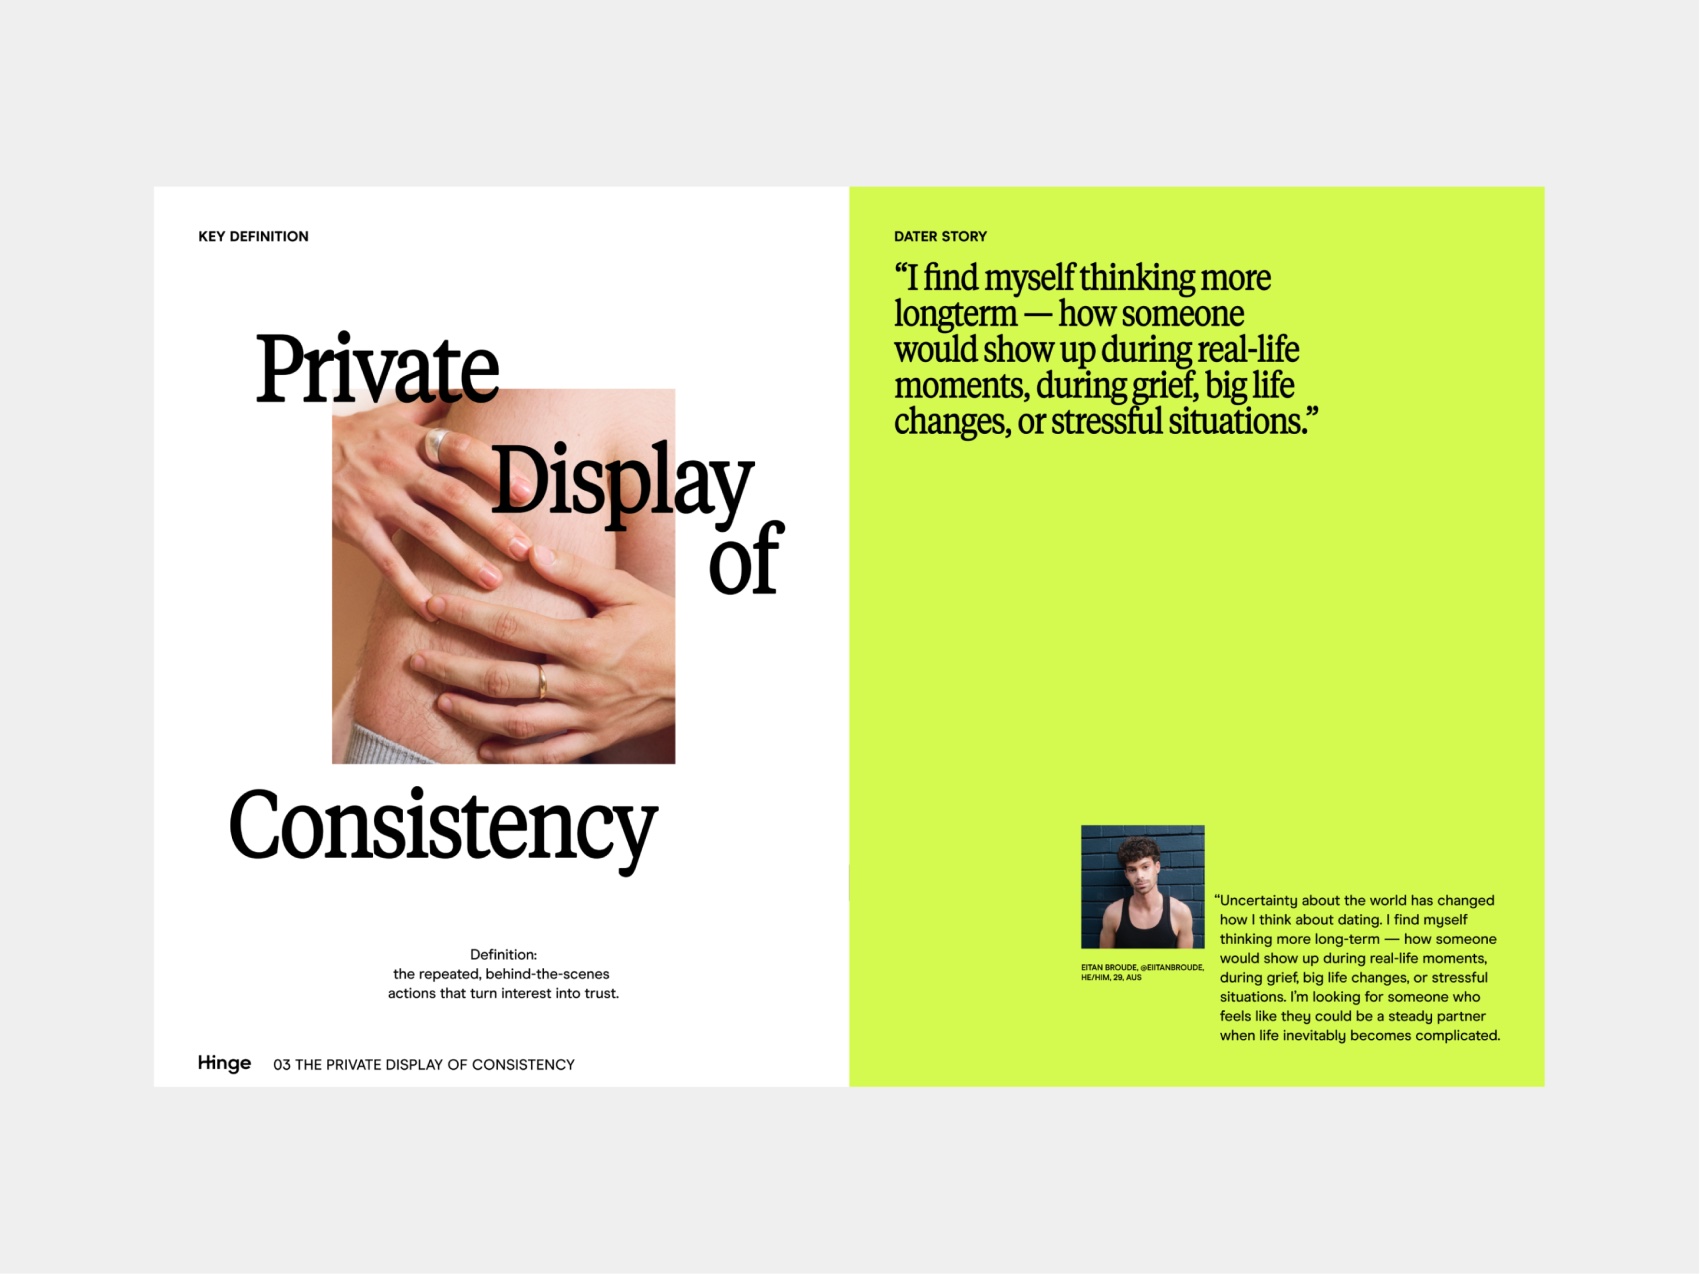 KEY DEFINITION
Private
Display
of
Consistency
Definition:
the repeated, behind-the-scenes
actions that turn interest into trust.
Hinge 03 THE PRIVATE DISPLAY OF CONSISTENCY
DATER STORY
“I find myself thinking more
longterm — how someone
would show up during real-life
moments, during grief, big life
changes, or stressful situations.”
EITAN BROUDE, @EIITANBROUDE,
HE/HIM, 29, AUS
“Uncertainty about the world has changed
how I think about dating. I find myself
thinking more long-term — how someone
would show up during real-life moments,
during grief, big life changes, or stressful
situations. I’m looking for someone who
feels like they could be a steady partner
when life inevitably becomes complicated.